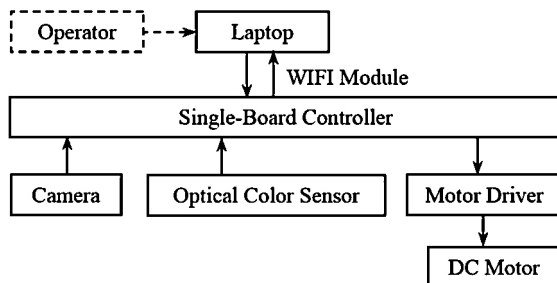 Operator
Laptop
WIFI Module
Single-Board Controller
Camera
Optical Color Sensor
Motor Driver
DC Motor